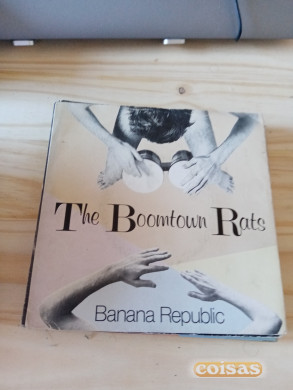 The Boomtown Rats
Banana Republic
coisas